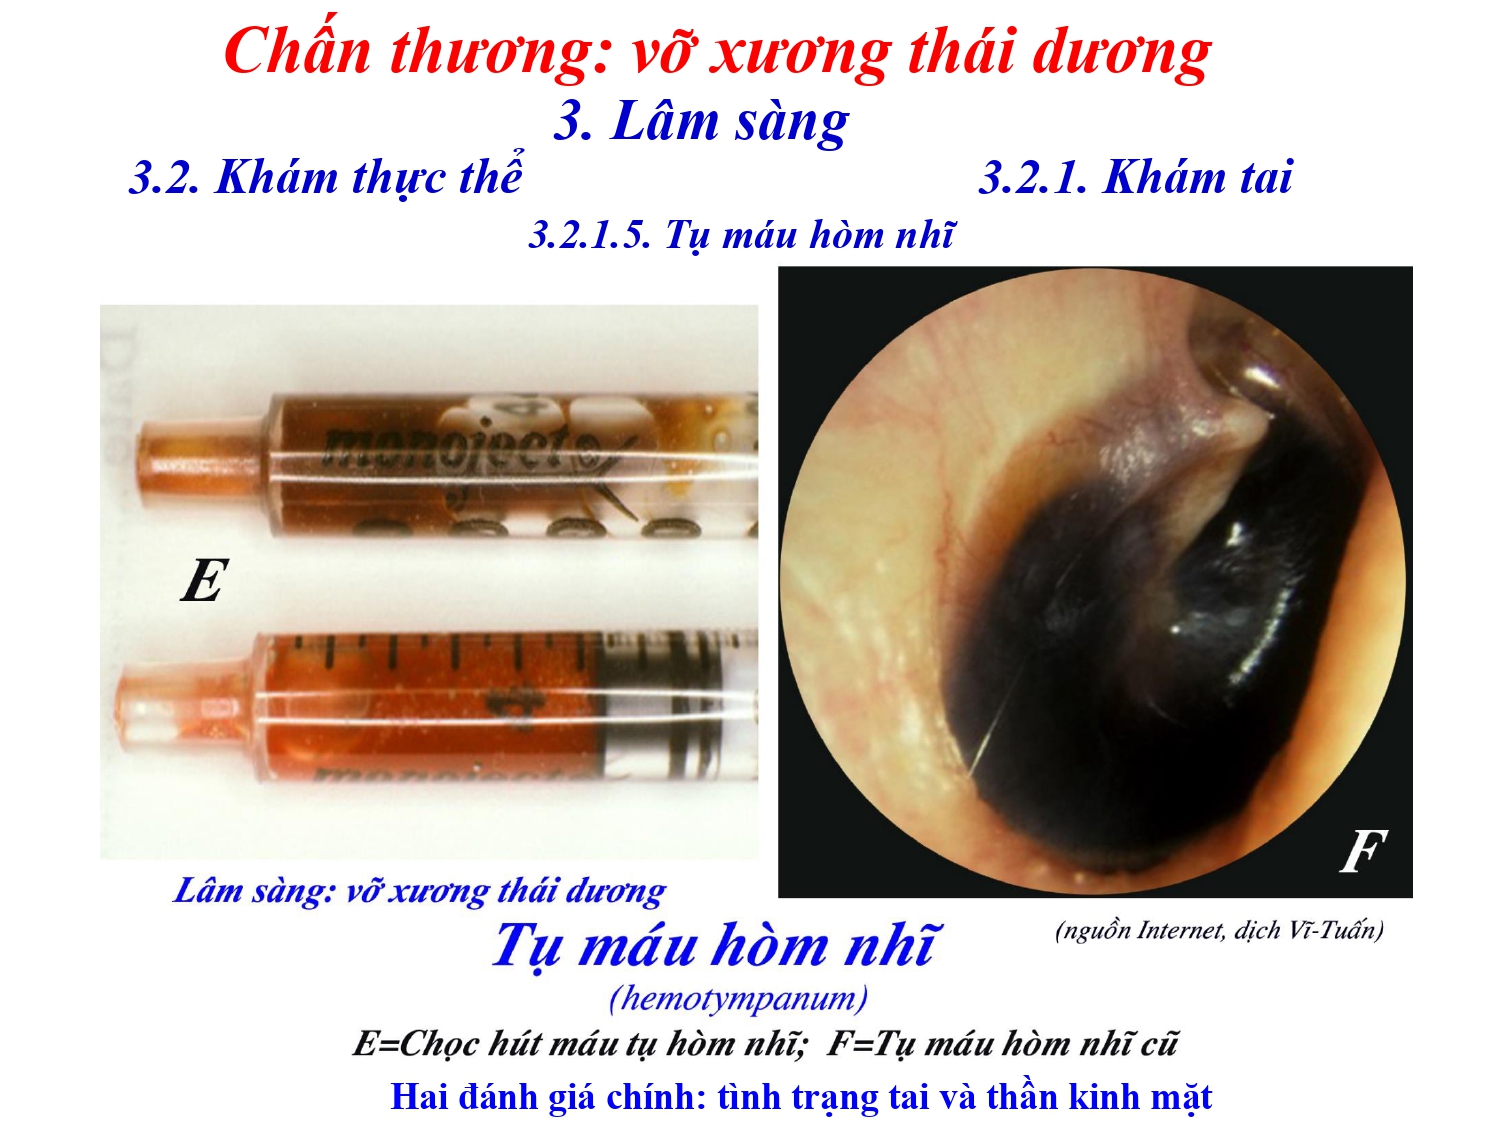 Chấn thương: vỡ xương thái dương
3. Lâm sàng
3.2. Khám thực thể
3.2.1. Khám tai
3.2.1.5. Tụ máu hòm nhĩ
monoject
E
4
monoject
F
Lâm sàng: vỡ xương thái dương
(nguồn Internet, dịch Vĩ-Tuấn)
Tụ máu hòm nhĩ
(hemotympanum)
E=Chọc hút máu tụ hòm nhĩ; F=Tụ máu hòm nhĩ cũ
Hai đánh giá chính: tình trạng tai và thần kinh mặt